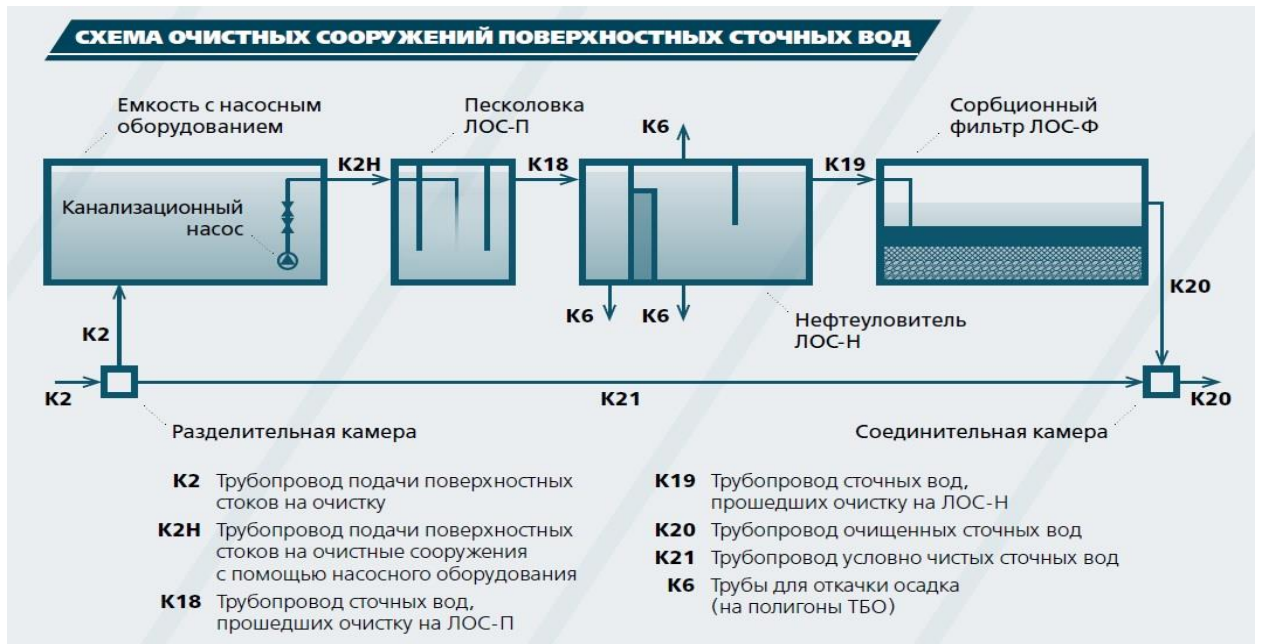 СХЕМА ОЧИСТНЫХ СООРУЖЕНИЙ ПОВЕРХНОСТНЫХ СТОЧНЫХ ВОД
Емкость с насосным
оборудованием
Песколовка
ЛОС-П
Сорбционный
фильтр ЛОС-Ф
К6
К2Н
К18
К19
Канализационный
насос
К20
К6
К6
Нефтеуловитель
ЛОС-Н
К2
К2
К21
К20
Разделительная камера
Соединительная камера
К2 Трубопровод подачи поверхностных
стоков на очистку
К2Н Трубопровод подачи поверхностных
стоков на очистные сооружения
с помощью насосного оборудования
К18 Трубопровод сточных вод,
прошедших очистку на ЛОС-П
К19 Трубопровод сточных вод,
прошедших очистку на ЛОС-Н
К20 Трубопровод очищенных сточных вод
К21 Трубопровод условно чистых сточных вод
К6 Трубы для откачки осадка
(на полигоны ТБО)